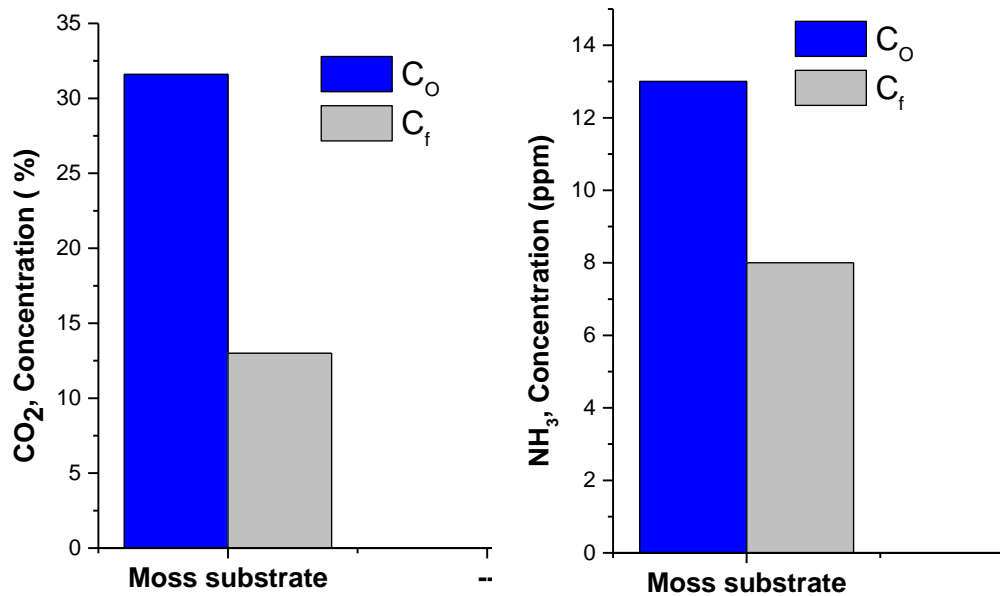 CO2, Concentration ( %)
35
30
25
20
15
10
5
0
CO
Cf
Moss substrate
--
NH3, Concentration (ppm)
14
12
10
8
6
4
2
0
CO
Cf
Moss substrate